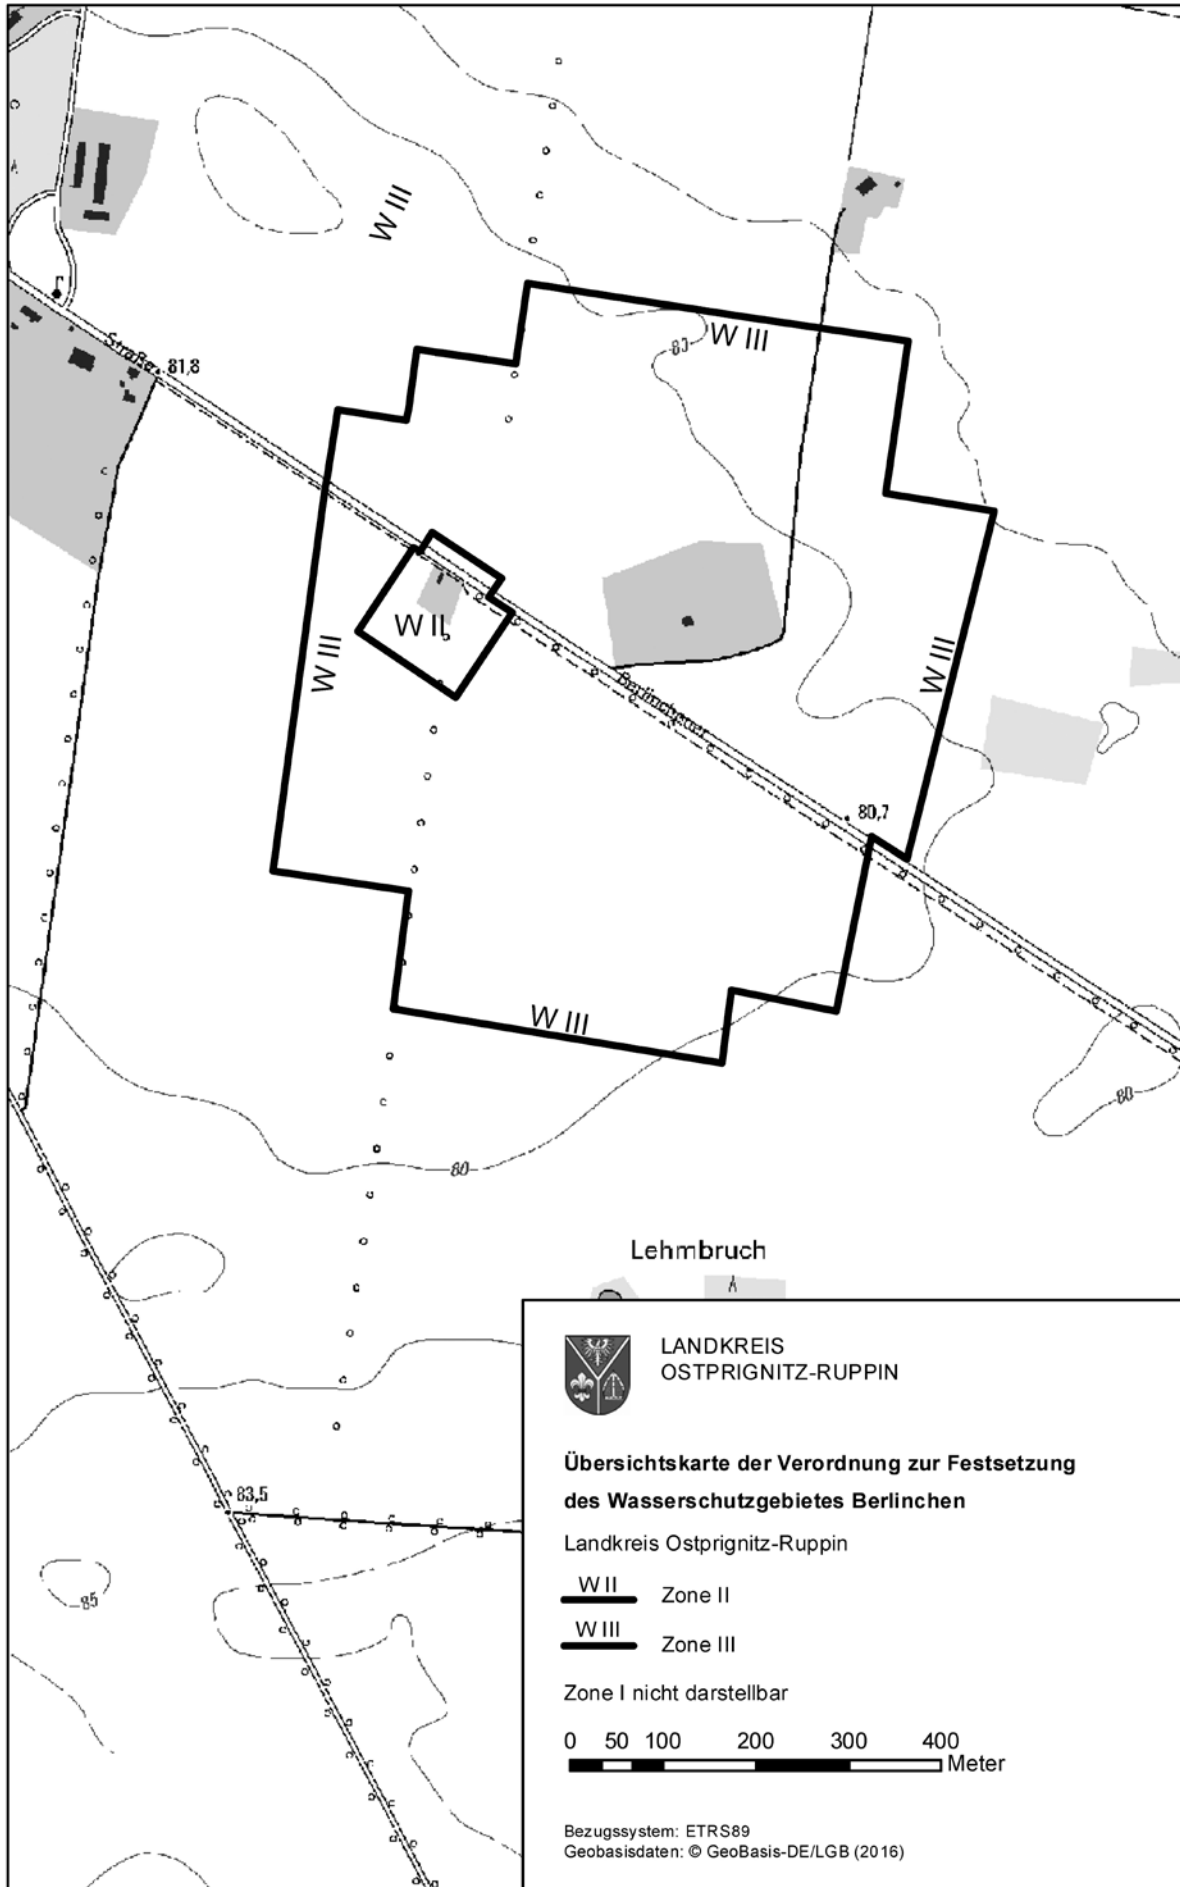 W III
Straße
81,8
W III
80
W II
W III
W III
Berlinchener
80,7
W III
80
80
Lehmbruch
83,5
85
LANDKREIS
OSTPRIGNITZ-RUPPIN
Übersichtskarte der Verordnung zur Festsetzung
des Wasserschutzgebietes Berlinchen
Landkreis Ostprignitz-Ruppin
W II
Zone II
W III
Zone III
Zone I nicht darstellbar
0 50 100 200 300 400
Meter
Bezugssystem: ETRS89
Geobasisdaten: © GeoBasis-DE/LGB (2016)